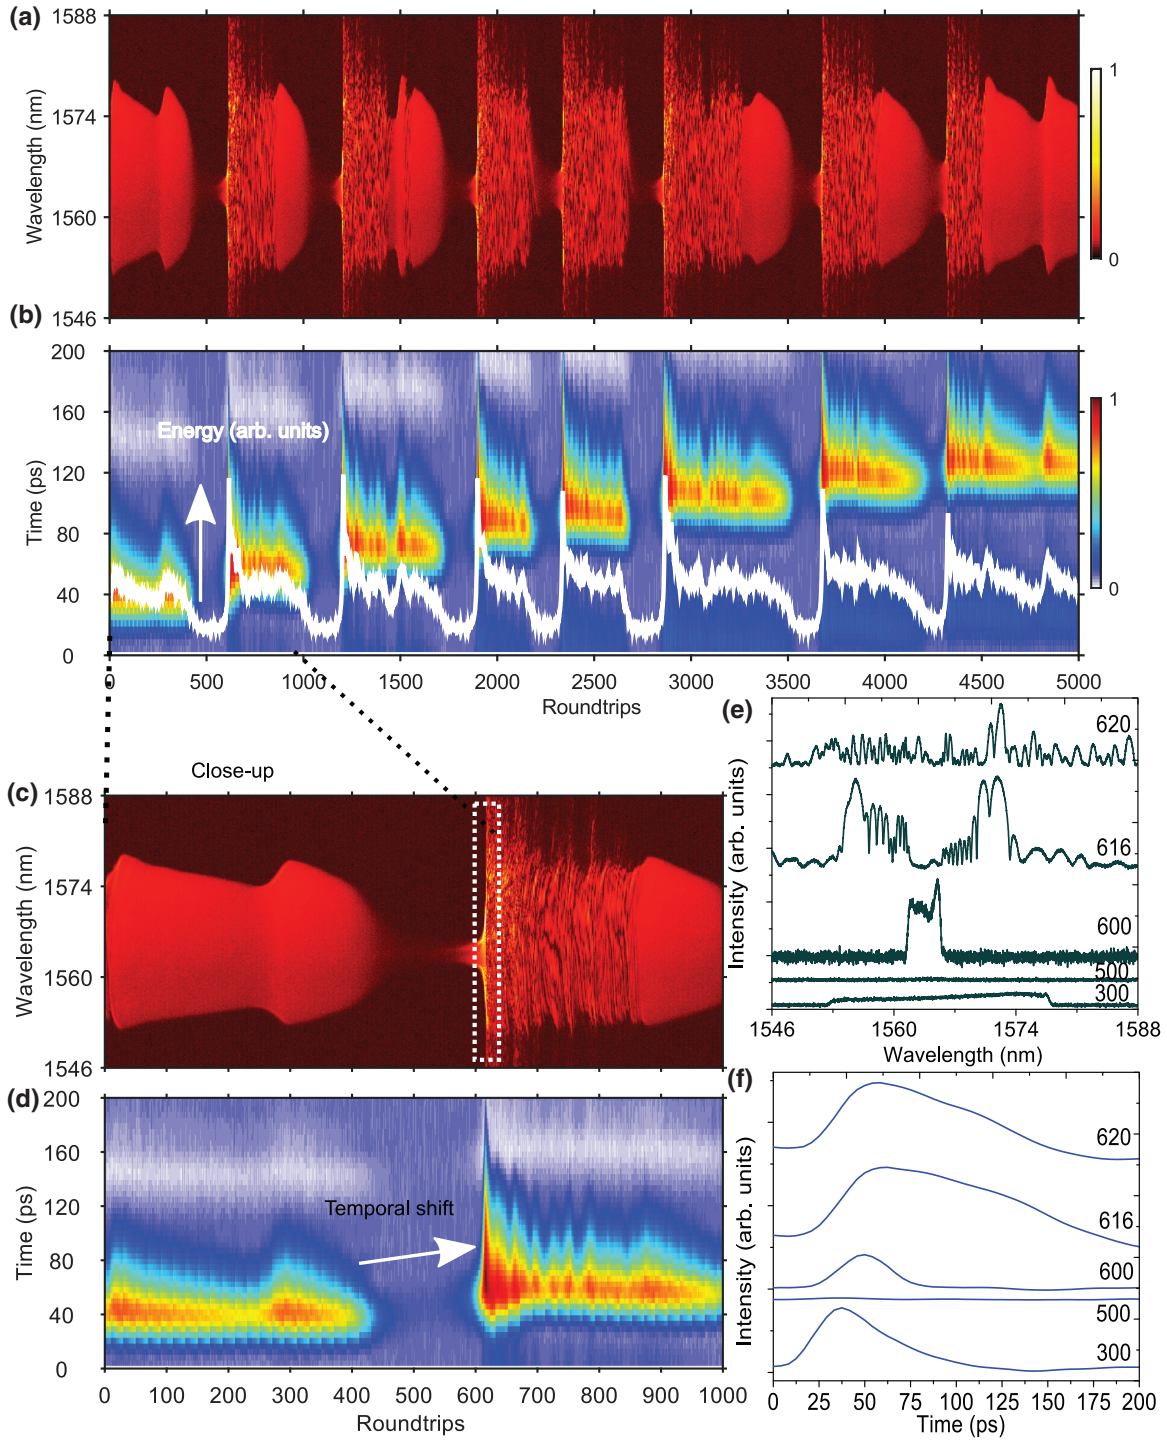 (a)
1588
1574
1560
1546
Wavelength (nm)
1
0
(b)
200
160
120
80
40
0
Time (ps)
Energy (arb. units)
1
0
0 500 1000 1500 2000 2500 3000 3500 4000 4500 5000
Roundtrips
Close-up
(c)
1588
1574
1560
1546
Wavelength (nm)
(d)
200
160
120
80
40
0
Time (ps)
Temporal shift
0 100 200 300 400 500 600 700 800 900 1000
Roundtrips
(e)
620
616
600
500
300
Intensity (arb. units)
1546 1560 1574 1588
Wavelength (nm)
(f)
620
616
600
500
300
Intensity (arb. units)
0 25 50 75 100 125 150 175 200
Time (ps)